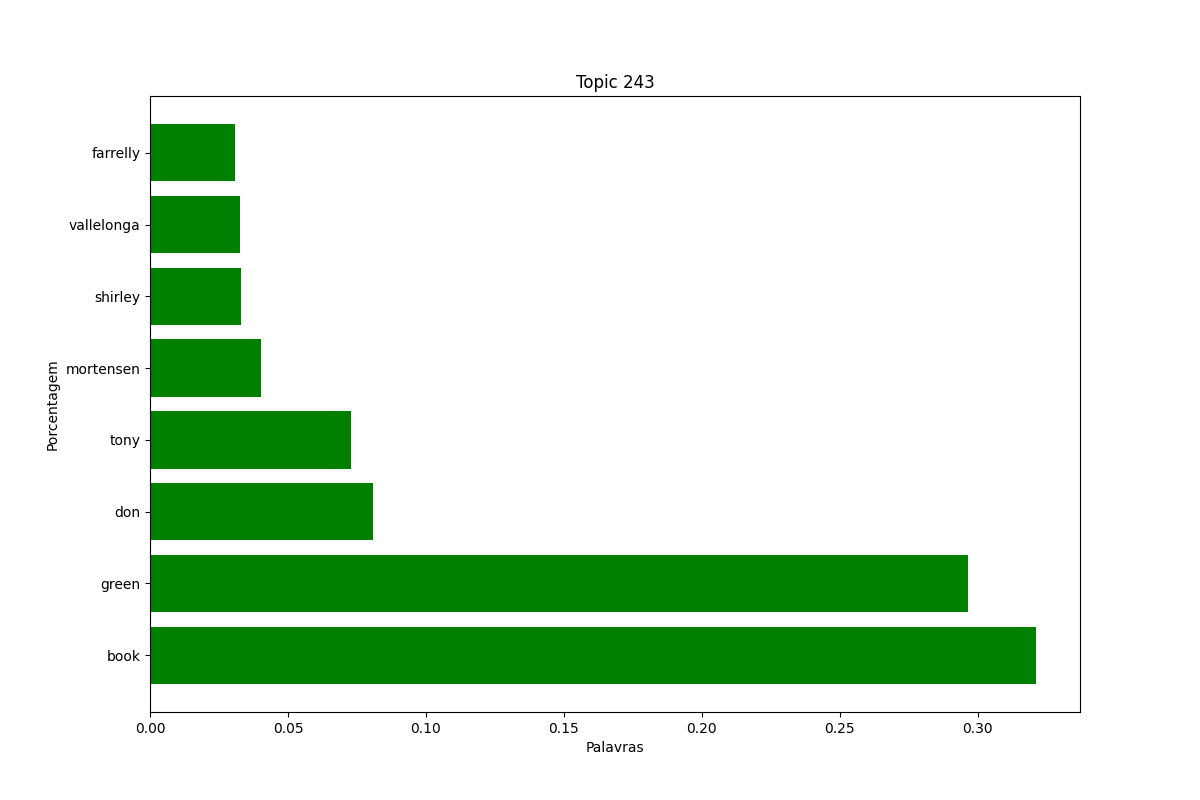 Topic 243
farrelly
vallelonga
shirley
mortensen
tony
don
green
book
Porcentagem
0.00 0.05 0.10 0.15 0.20 0.25 0.30
Palavras